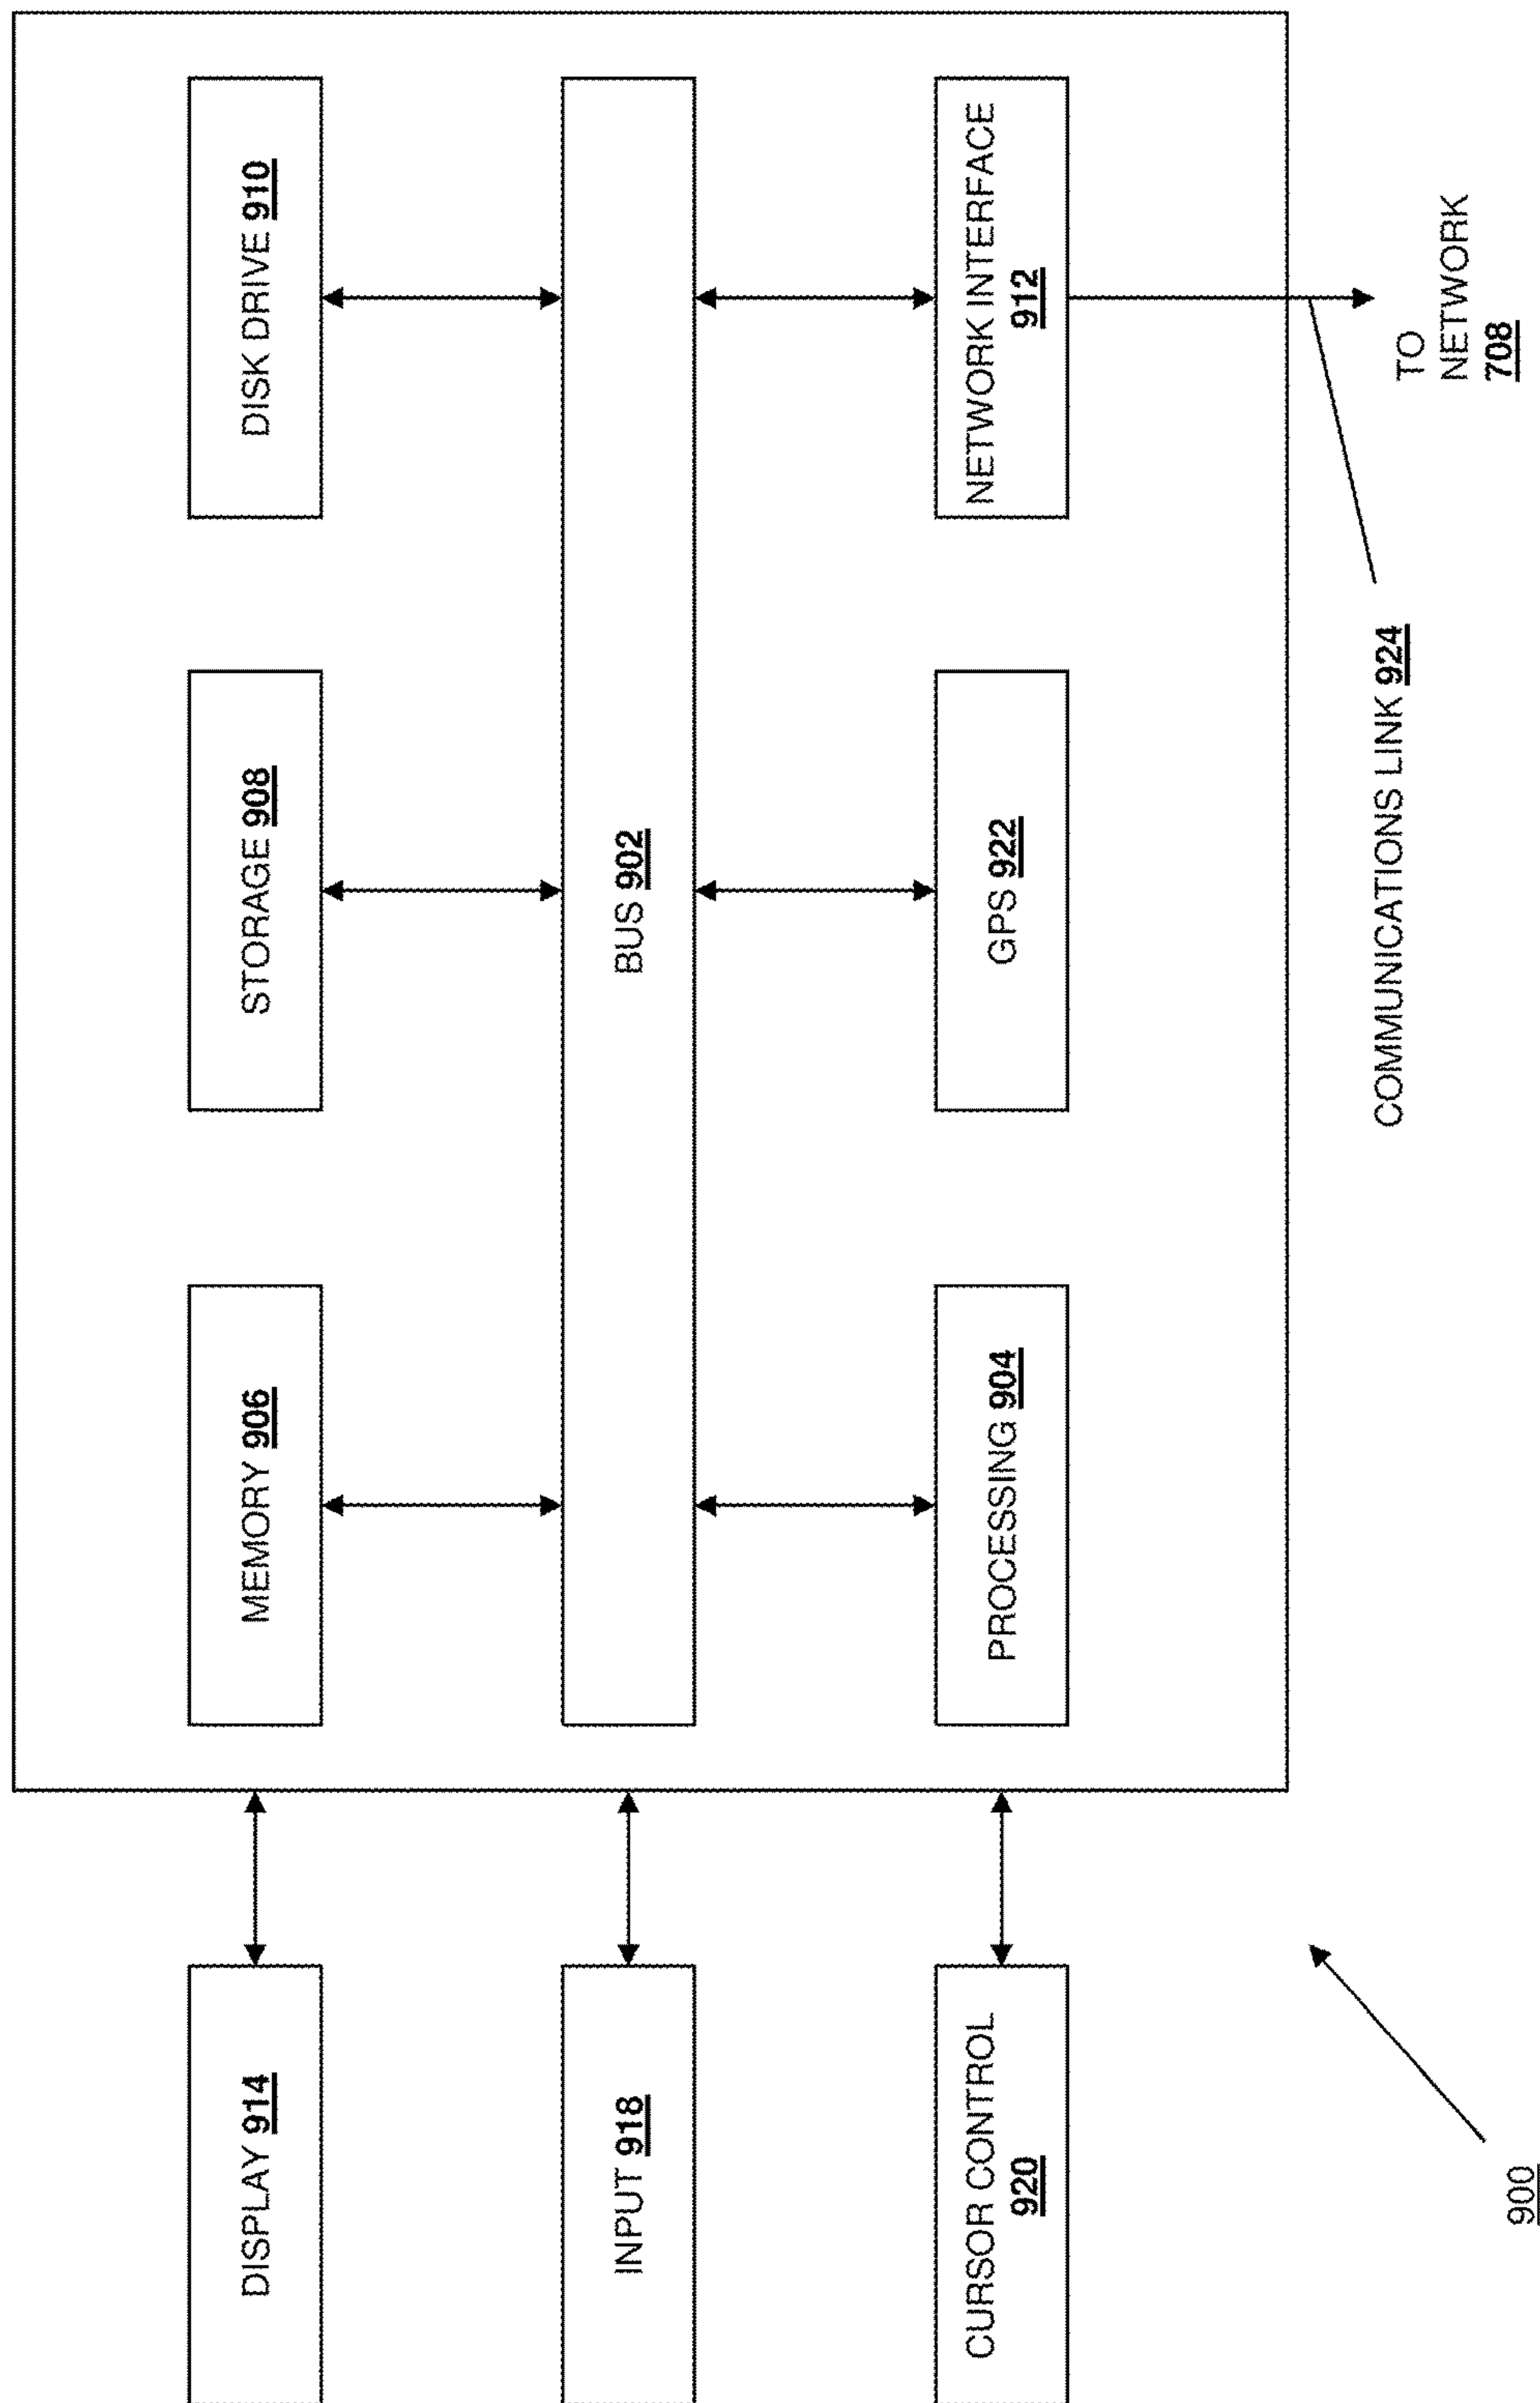 DISPLAY 914
MEMORY 906
STORAGE 908
DISK DRIVE 910
INPUT 918
BUS 902
CURSOR CONTROL
920
PROCESSING 904
GPS 922
NETWORK INTERFACE
912
COMMUNICATIONS LINK 924
TO
NETWORK
708
900